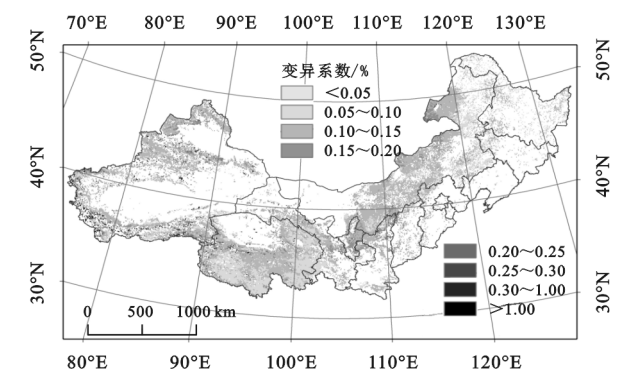 70°E 80°E 90°E 100°E 110°E 120°E 130°E
50°N 50°N
变异系数/%
<0.05
0.05~0.10
0.10~0.15
0.15~0.20
40°N 40°N
0.20~0.25
0.25~0.30
0.30~1.00
>1.00
30°N 30°N
0 500 1000 km
80°E 90°E 100°E 110°E 120°E